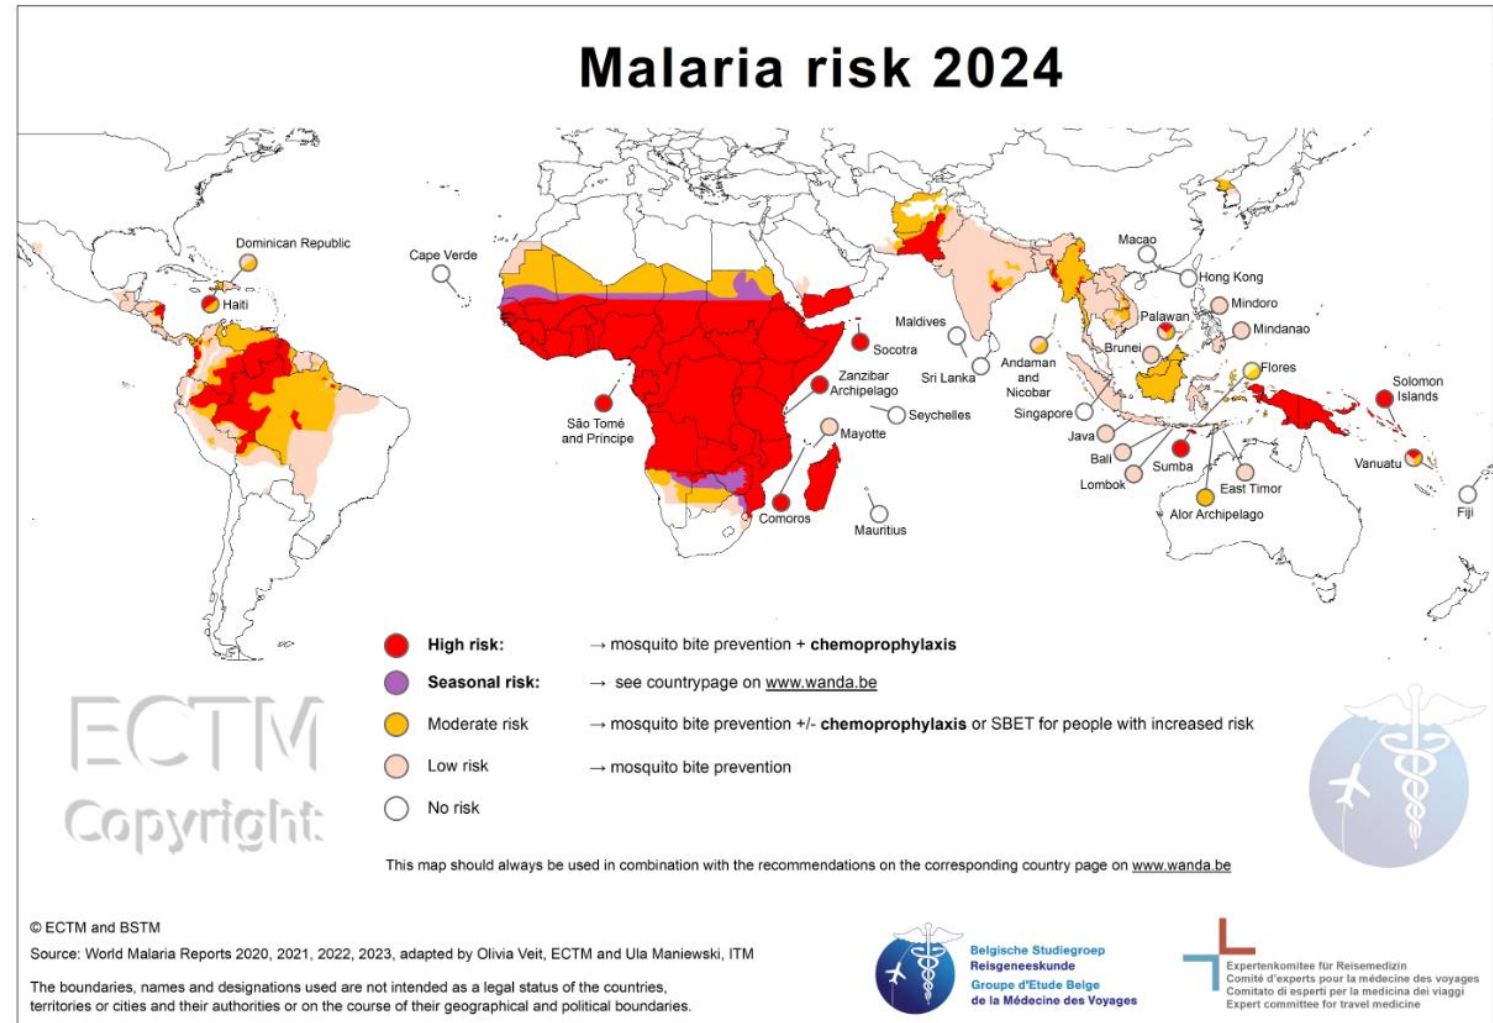 Malaria risk 2024
Dominican Republic
Haiti
Cape Verde
São Tomé
and Príncipe
Socotra
Zanzibar
Archipelago
Seychelles
Mayotte
Comoros
Mauritius
Maldives
Sri Lanka
Andaman
and
Nicobar
Singapore
Macao
Hong Kong
Mindoro
Palawan
Mindanao
Brunei
Flores
Java
Bali
Lombok
Sumba
East Timor
Alor Archipelago
Solomon
Islands
Vanuatu
Fiji
High risk: → mosquito bite prevention + chemoprophylaxis
Seasonal risk: → see countrypage on www.wanda.be
Moderate risk → mosquito bite prevention +/- chemoprophylaxis or SBET for people with increased risk
Low risk → mosquito bite prevention
No risk
ECTM
Copyright
This map should always be used in combination with the recommendations on the corresponding country page on www.wanda.be
© ECTM and BSTM
Source: World Malaria Reports 2020, 2021, 2022, 2023, adapted by Olivia Veit, ECTM and Ula Maniewski, ITM
The boundaries, names and designations used are not intended as a legal status of the countries,
territories or cities and their authorities or on the course of their geographical and political boundaries.
Belgische Studiegroep
Reisgeneeskunde
Groupe d'Etude Belge
de la Médecine des Voyages
Expertenkomitee für Reisemedizin
Comité d'experts pour la médecine des voyages
Comitato di esperti per la medicina dei viaggi
Expert committee for travel medicine